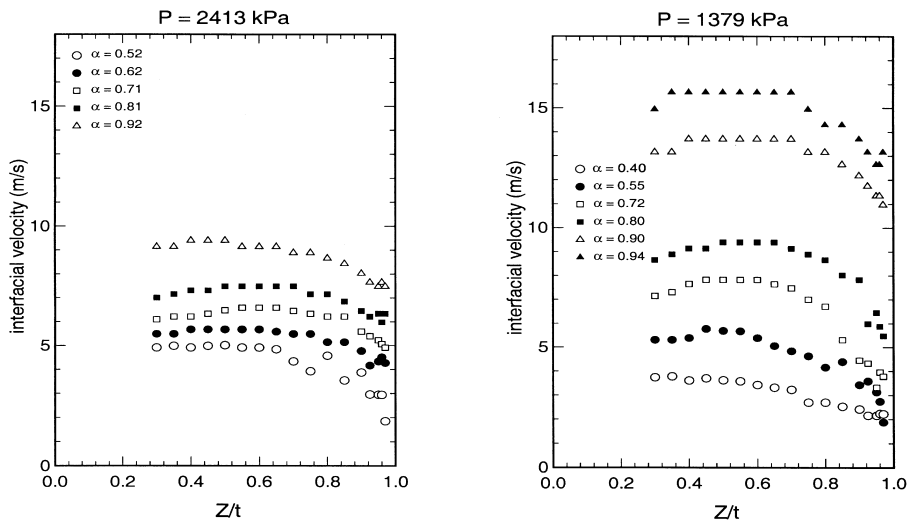 P = 2413 kPa
α = 0.52
α = 0.62
α = 0.71
α = 0.81
α = 0.92
interfacial velocity (m/s)
15
10
5
0
0.0 0.2 0.4 0.6 0.8 1.0
Z/t
P = 1379 kPa
α = 0.40
α = 0.55
α = 0.72
α = 0.80
α = 0.90
α = 0.94
interfacial velocity (m/s)
15
10
5
0
0.0 0.2 0.4 0.6 0.8 1.0
Z/t